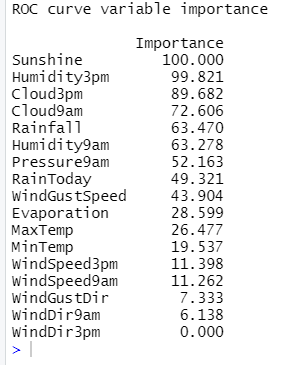 ROC curve variable importance
Importance
Sunshine 100.000
Humidity3pm 99.821
Cloud3pm 89.682
Cloud9am 72.606
Rainfall 63.470
Humidity9am 63.278
Pressure9am 52.163
RainToday 49.321
WindGustSpeed 43.904
Evaporation 28.599
MaxTemp 26.477
MinTemp 19.537
WindSpeed3pm 11.398
WindSpeed9am 11.262
WindGustDir 7.333
WindDir9am 6.138
WindDir3pm 0.000
>